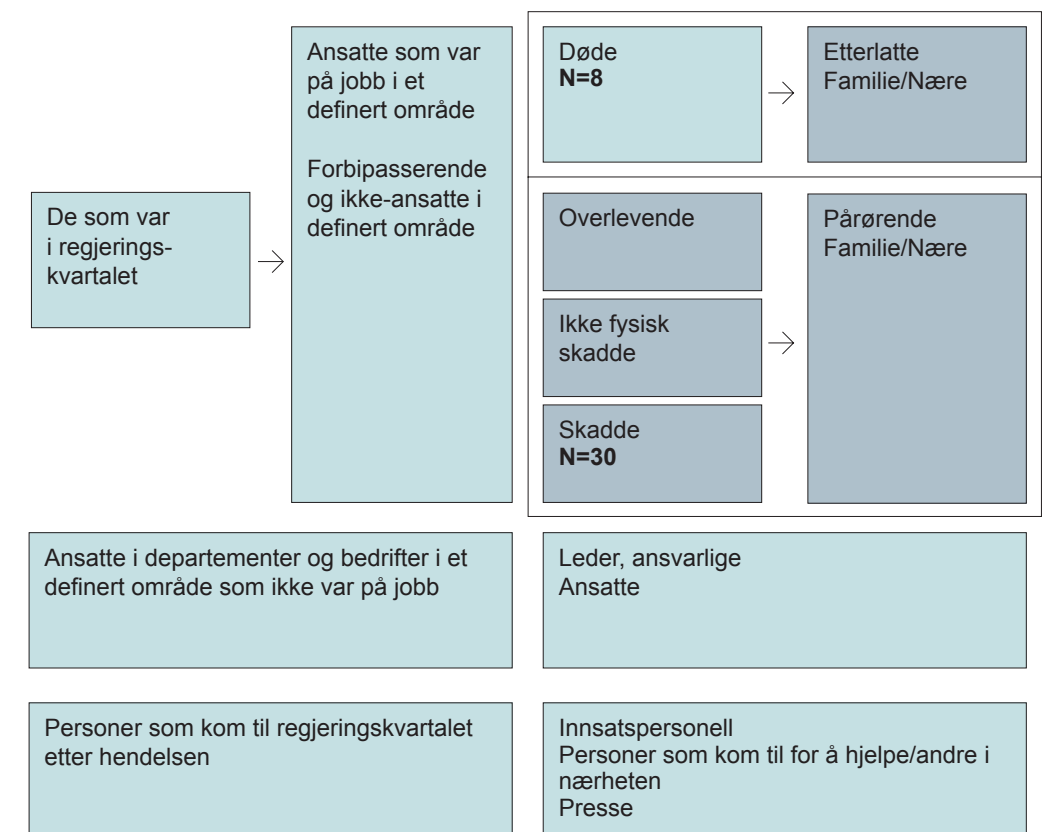 De som var
i regjerings-
kvartalet
Ansatte som var
på jobb i et
definert område
Forbipasserende
og ikke-ansatte i
definert område
Døde
N=8
Etterlatte
Familie/Nære
Overlevende
Ikke fysisk
skadde
Skadde
N=30
Pårørende
Familie/Nære
Ansatte i departementer og bedrifter i et
definert område som ikke var på jobb
Leder, ansvarlige
Ansatte
Personer som kom til regjeringskvartalet
etter hendelsen
Innsatspersonell
Personer som kom til for å hjelpe/andre i
nærheten
Presse